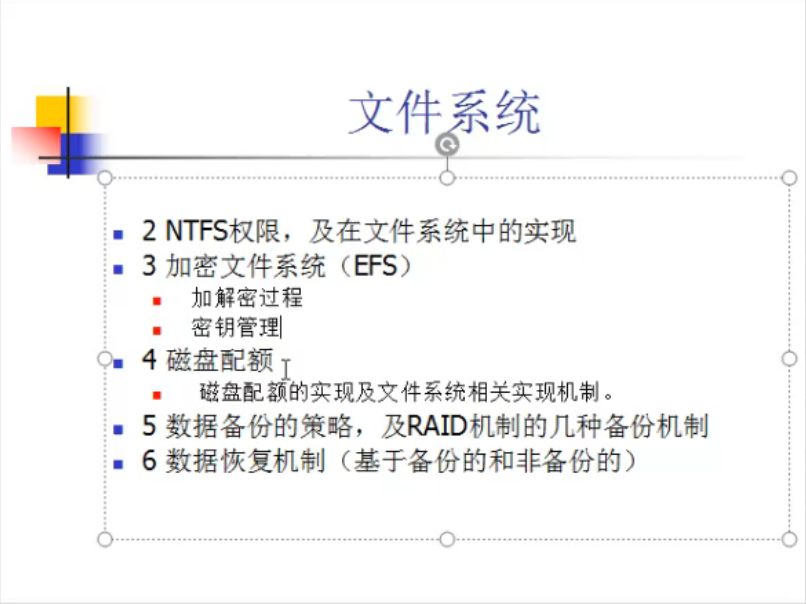 文件系统
2 NTFS权限，及在文件系统中的实现
3 加密文件系统（EFS）
加解密过程
密钥管理
4 磁盘配额
磁盘配额的实现及文件系统相关实现机制。
5 数据备份的策略，及RAID机制的几种备份机制
6 数据恢复机制（基于备份的和非备份的）